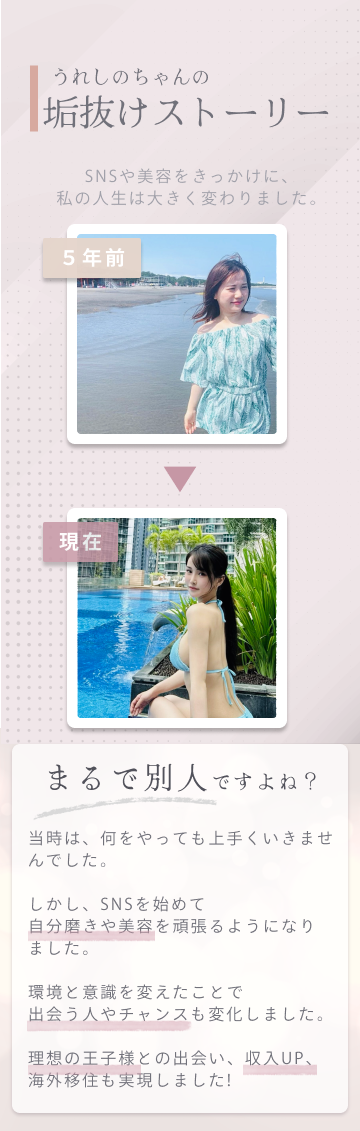 うれしのちゃんの
垢抜けストーリー
SNSや美容をきっかけに、
私の人生は大きく変わりました。
５年前
現在
まるで別人ですよね？
当時は、何をやっても上手くいきませ
んでした。
しかし、SNSを始めて
自分磨きや美容を頑張るようになり
ました。
環境と意識を変えたことで
出会う人やチャンスも変化しました。
理想の王子様との出会い、収入UP、
海外移住も実現しました!